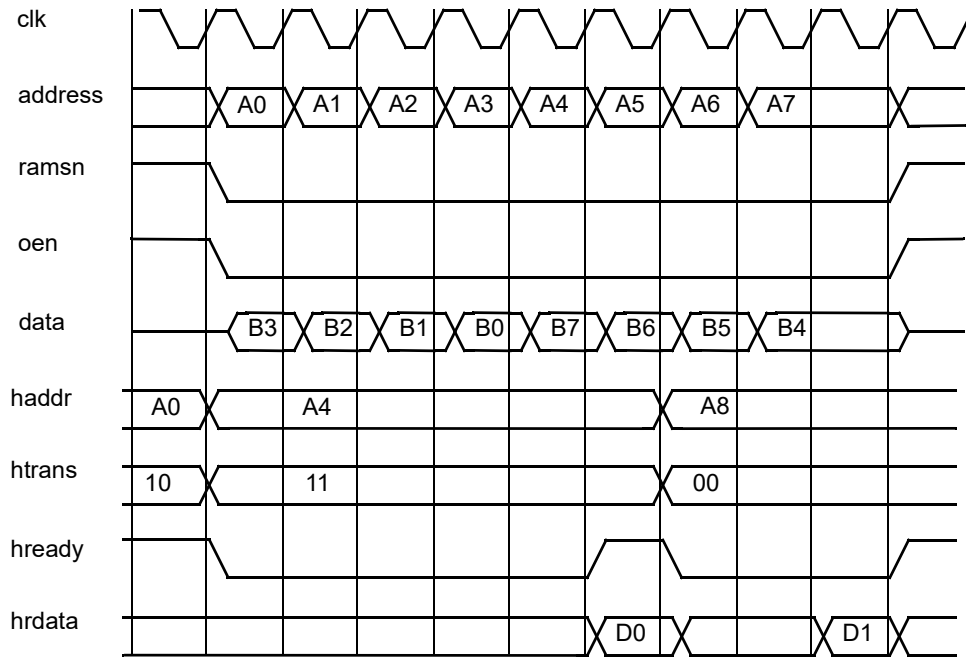 clk
address A0 A1 A2 A3 A4 A5 A6 A7
ramsn
oen
data B3 B2 B1 B0 B7 B6 B5 B4
haddr A0 A4 A8
htrans 10 11 00
hready
hrdata D0 D1